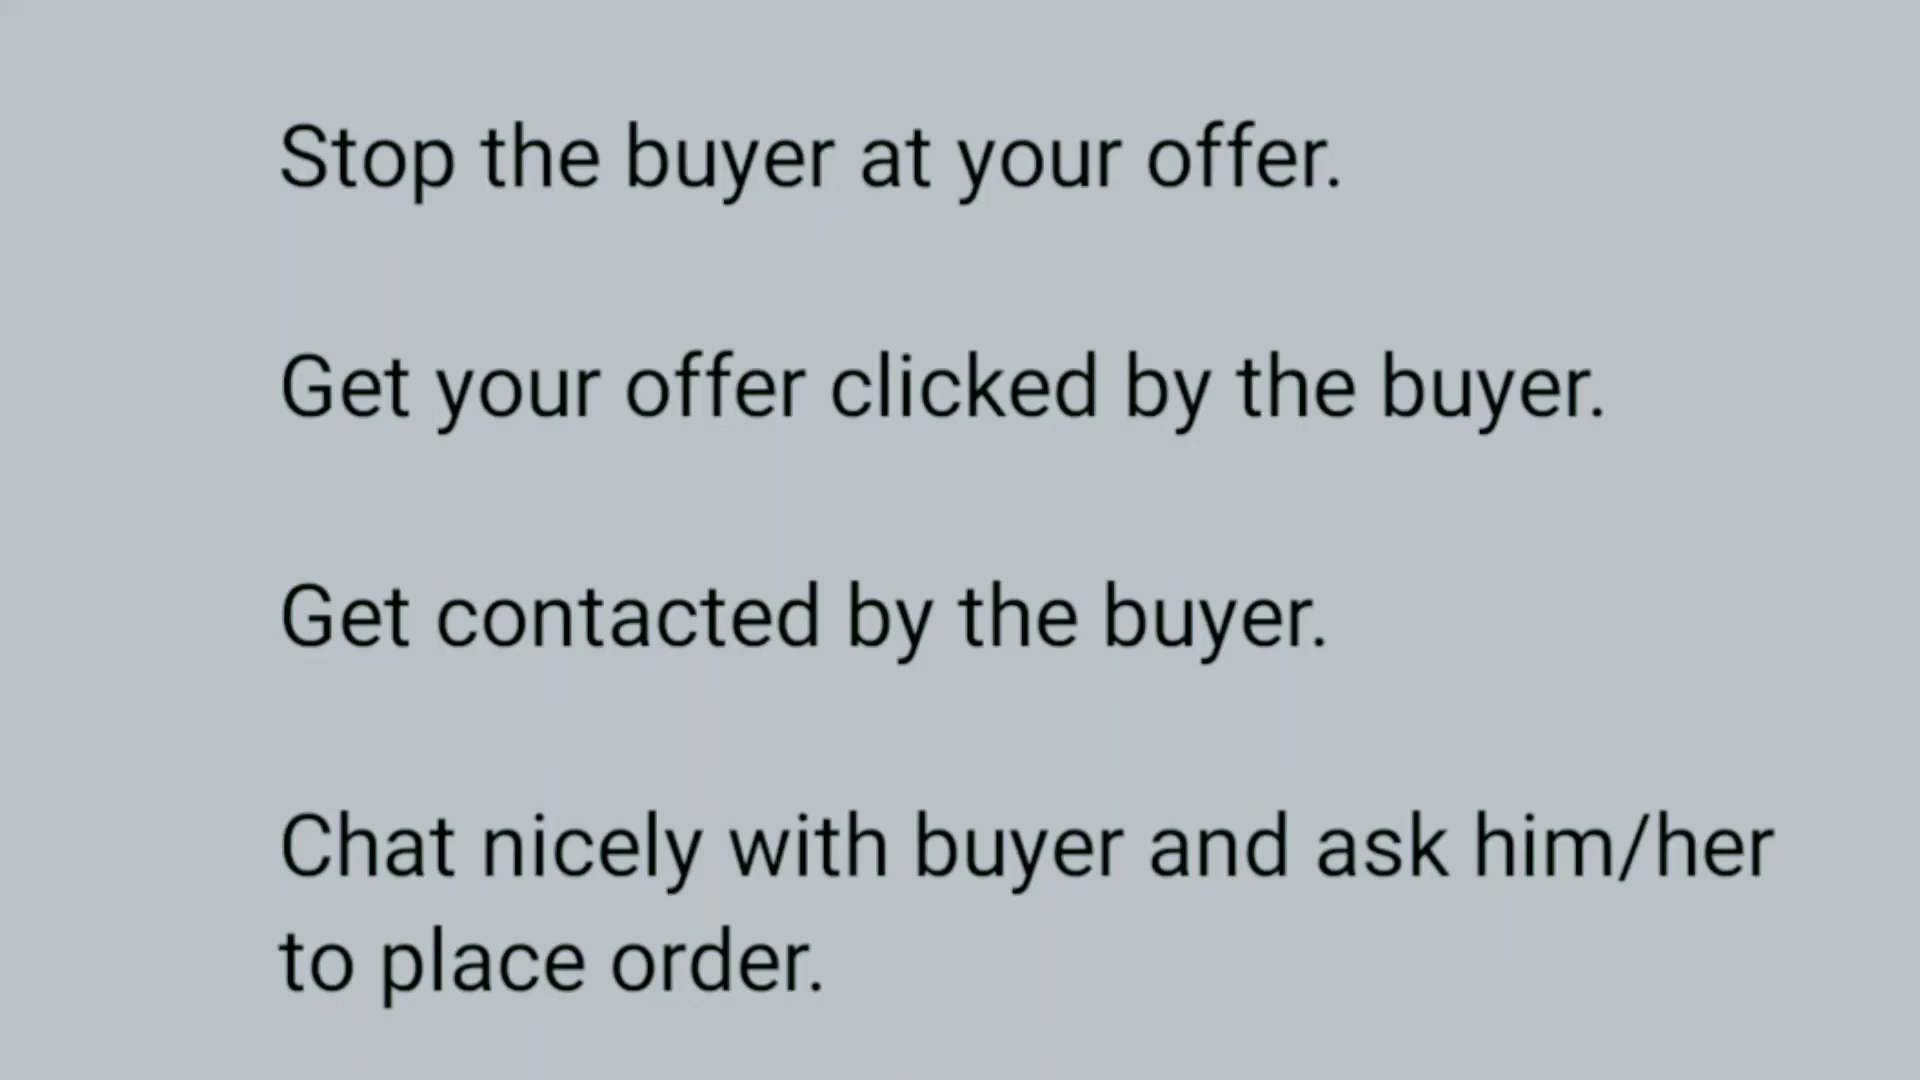 Stop the buyer at your offer.
Get your offer clicked by the buyer.
Get contacted by the buyer.
Chat nicely with buyer and ask him/her
to place order.